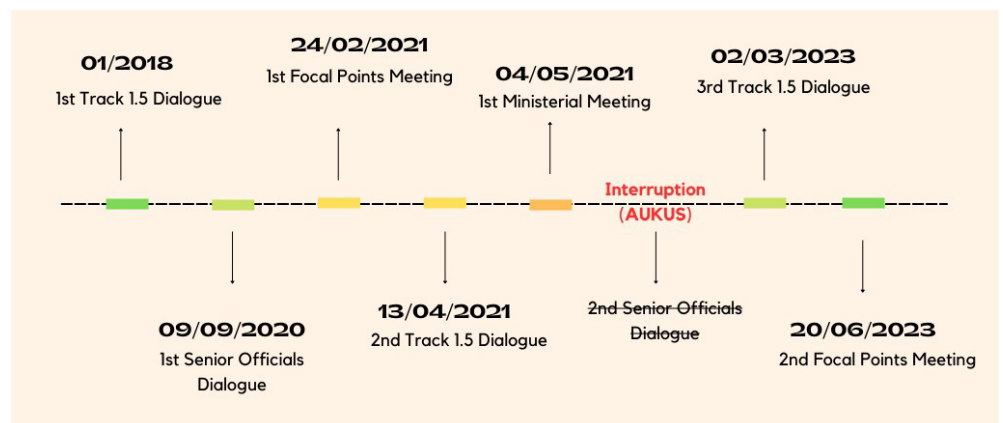 01/2018
1st Track 1.5 Dialogue
09/09/2020
1st Senior Officials
Dialogue
24/02/2021
1st Focal Points Meeting
13/04/2021
2nd Track 1.5 Dialogue
04/05/2021
1st Ministerial Meeting
Interruption
(AUKUS)
2nd Senior Officials
Dialogue
02/03/2023
3rd Track 1.5 Dialogue
20/06/2023
2nd Focal Points Meeting